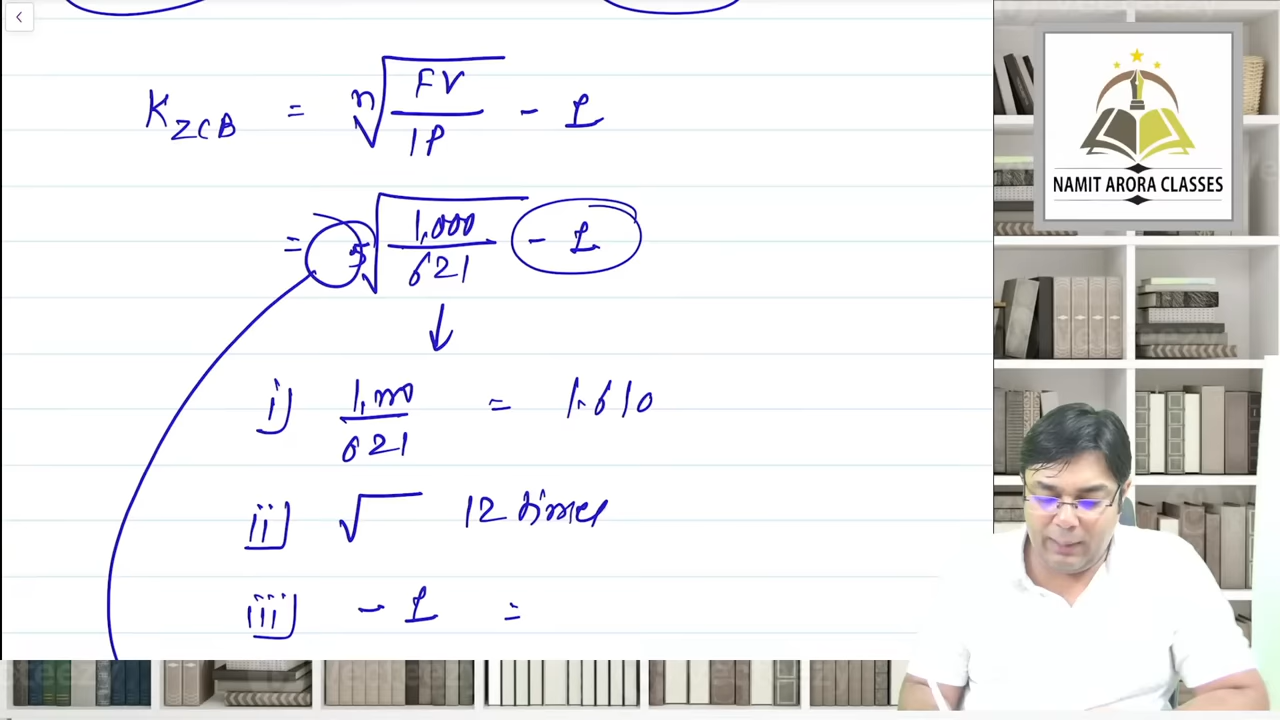 K ZCB = n√ FV / IP - 1
= 5√ 1,000 / 621 - 1
↓
i) 1,000 / 621 = 1.610
ii) √ 12 times
iii) - 1 =
NAMIT ARORA CLASSES